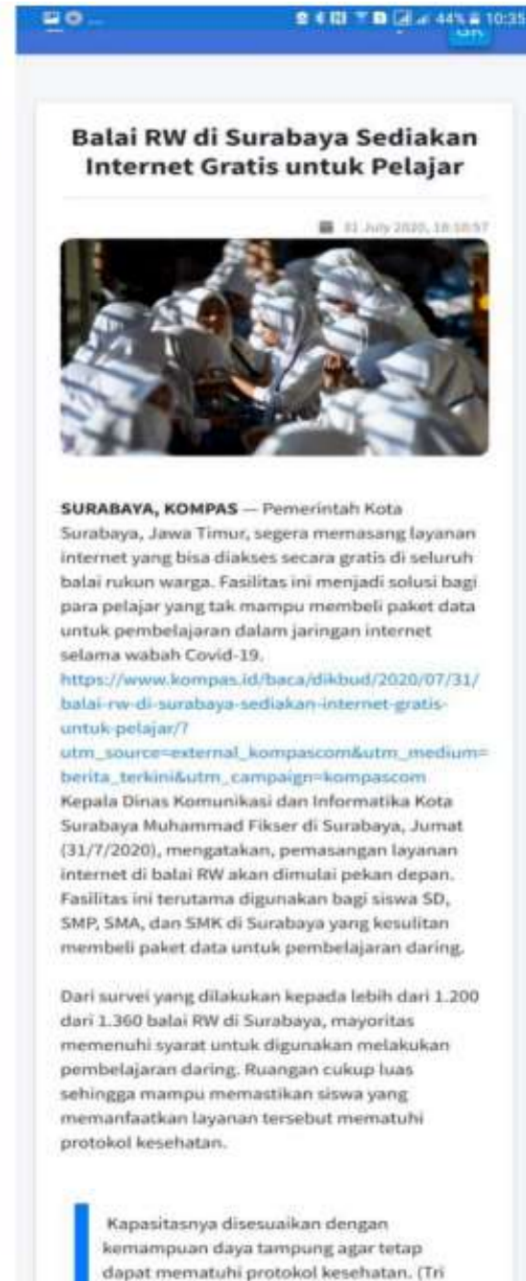 44% 10:35
Balai RW di Surabaya Sediakan
Internet Gratis untuk Pelajar
31 July 2020,
SURABAYA, KOMPAS — Pemerintah Kota
Surabaya, Jawa Timur, segera memasang layanan
internet yang bisa diakses secara gratis di seluruh
balai rukun warga. Fasilitas ini menjadi solusi bagi
para pelajar yang tak mampu membeli paket data
untuk pembelajaran dalam jaringan internet
selama wabah Covid-19.
https://www.kompas.id/baca/dikbud/2020/07/31/
balai-rw-di-surabaya-sediakan-internet-gratis-
untuk-pelajar/?
utm_source=external_kompascom&utm_medium=
berita_terkini&utm_campaign=kompascom
Kepala Dinas Komunikasi dan Informatika Kota
Surabaya Muhammad Fikser di Surabaya, Jumat
(31/7/2020), mengatakan, pemasangan layanan
internet di balai RW akan dimulai pekan depan.
Fasilitas ini terutama digunakan bagi siswa SD,
SMP, SMA, dan SMK di Surabaya yang kesulitan
membeli paket data untuk pembelajaran daring.
Dari survei yang dilakukan kepada lebih dari 1.200
dari 1.360 balai RW di Surabaya, mayoritas
memenuhi syarat untuk digunakan melakukan
pembelajaran daring. Ruangan cukup luas
sehingga mampu memastikan siswa yang
memanfaatkan layanan tersebut mematuhi
protokol kesehatan.
Kapasitasnya disesuaikan dengan
kemampuan daya tampung agar tetap
dapat mematuhi protokol kesehatan. (Tri